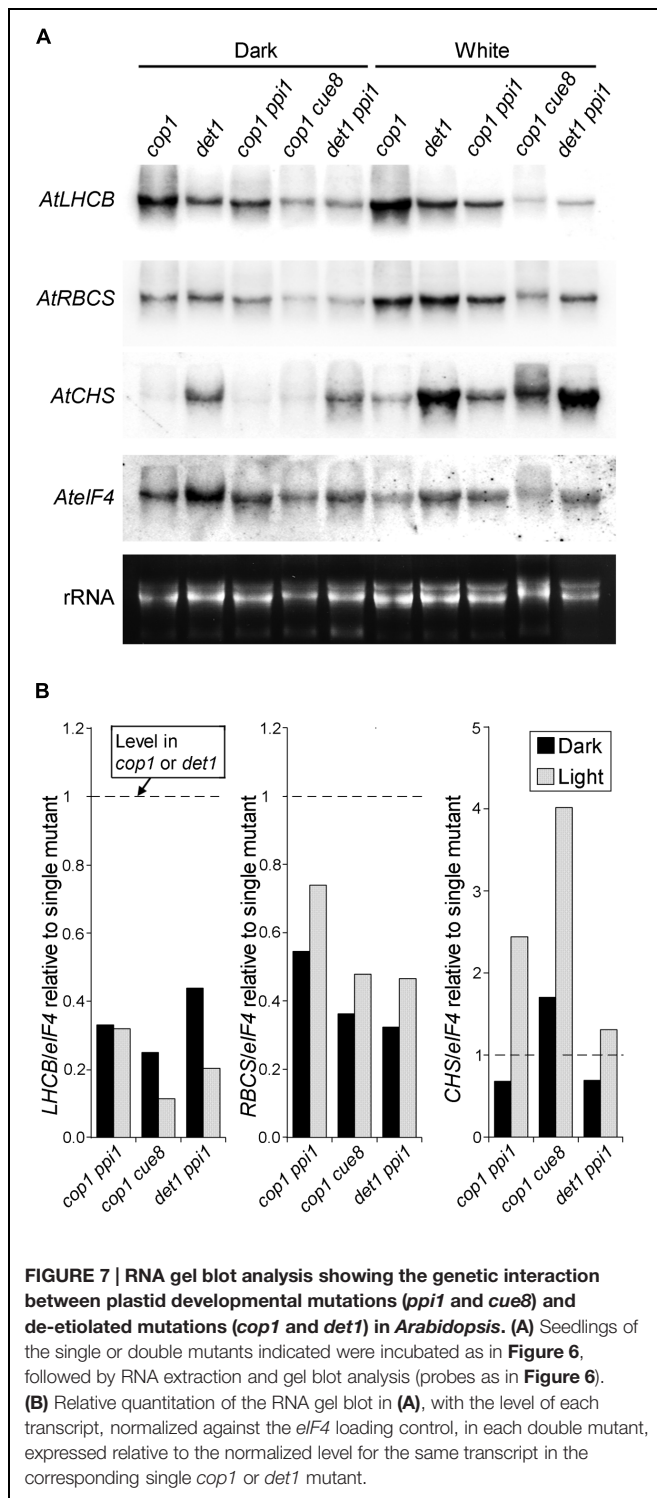 A
Dark White
cop1 det1 cop1 ppi1 cop1 cue8 det1 ppi1 cop1 det1 cop1 ppi1 cop1 cue8 det1 ppi1
AtLHCB
AtRBCS
AtCHS
AteIF4
rRNA
B
LHCB/eIF4 relative to single mutant
1.2
1
0.8
0.6
0.4
0.2
0.0
Level in
cop1 or det1
cop1 ppi1
cop1 cue8
det1 ppi1
RBCS/eIF4 relative to single mutant
1.2
1
0.8
0.6
0.4
0.2
0.0
cop1 ppi1
cop1 cue8
det1 ppi1
CHS/eIF4 relative to single mutant
5
4
3
2
1
0
Dark
Light
cop1 ppi1
cop1 cue8
det1 ppi1
FIGURE 7 | RNA gel blot analysis showing the genetic interaction
between plastid developmental mutations (ppi1 and cue8) and
de-etiolated mutations (cop1 and det1) in Arabidopsis. (A) Seedlings of
the single or double mutants indicated were incubated as in Figure 6,
followed by RNA extraction and gel blot analysis (probes as in Figure 6).
(B) Relative quantitation of the RNA gel blot in (A), with the level of each
transcript, normalized against the eIF4 loading control, in each double mutant,
expressed relative to the normalized level for the same transcript in the
corresponding single cop1 or det1 mutant.